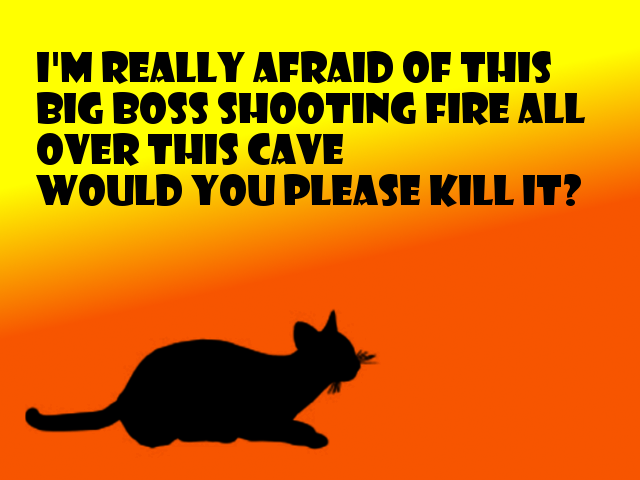 I'M REALLY AFRAID OF THIS
BIG BOSS SHOOTING FIRE ALL
OVER THIS CAVE
WOULD YOU PLEASE KILL IT?